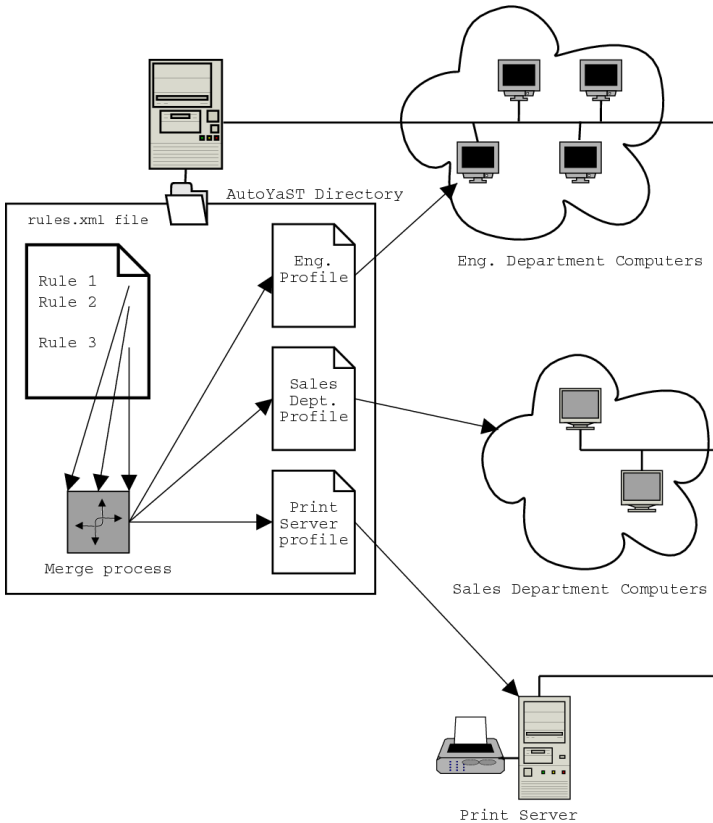 AutoYaST Directory
rules.xml file
Rule 1
Rule 2
Rule 3
Merge process
Eng.
Profile
Sales
Dept.
Profile
Print
Server
profile
Eng. Department Computers
Sales Department Computers
Print Server